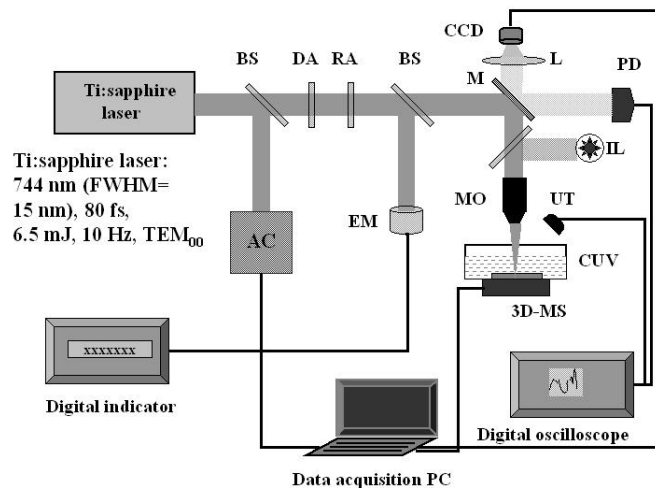 CCD
BS
DA
RA
BS
L
M
PD
Ti:sapphire
laser
IL
Ti:sapphire laser:
744 nm (FWHM=
15 nm), 80 fs,
6.5 mJ, 10 Hz, TEM₀₀
MO
UT
EM
AC
CUV
3D-MS
xxxxxxx
Digital indicator
Digital oscilloscope
Data acquisition PC